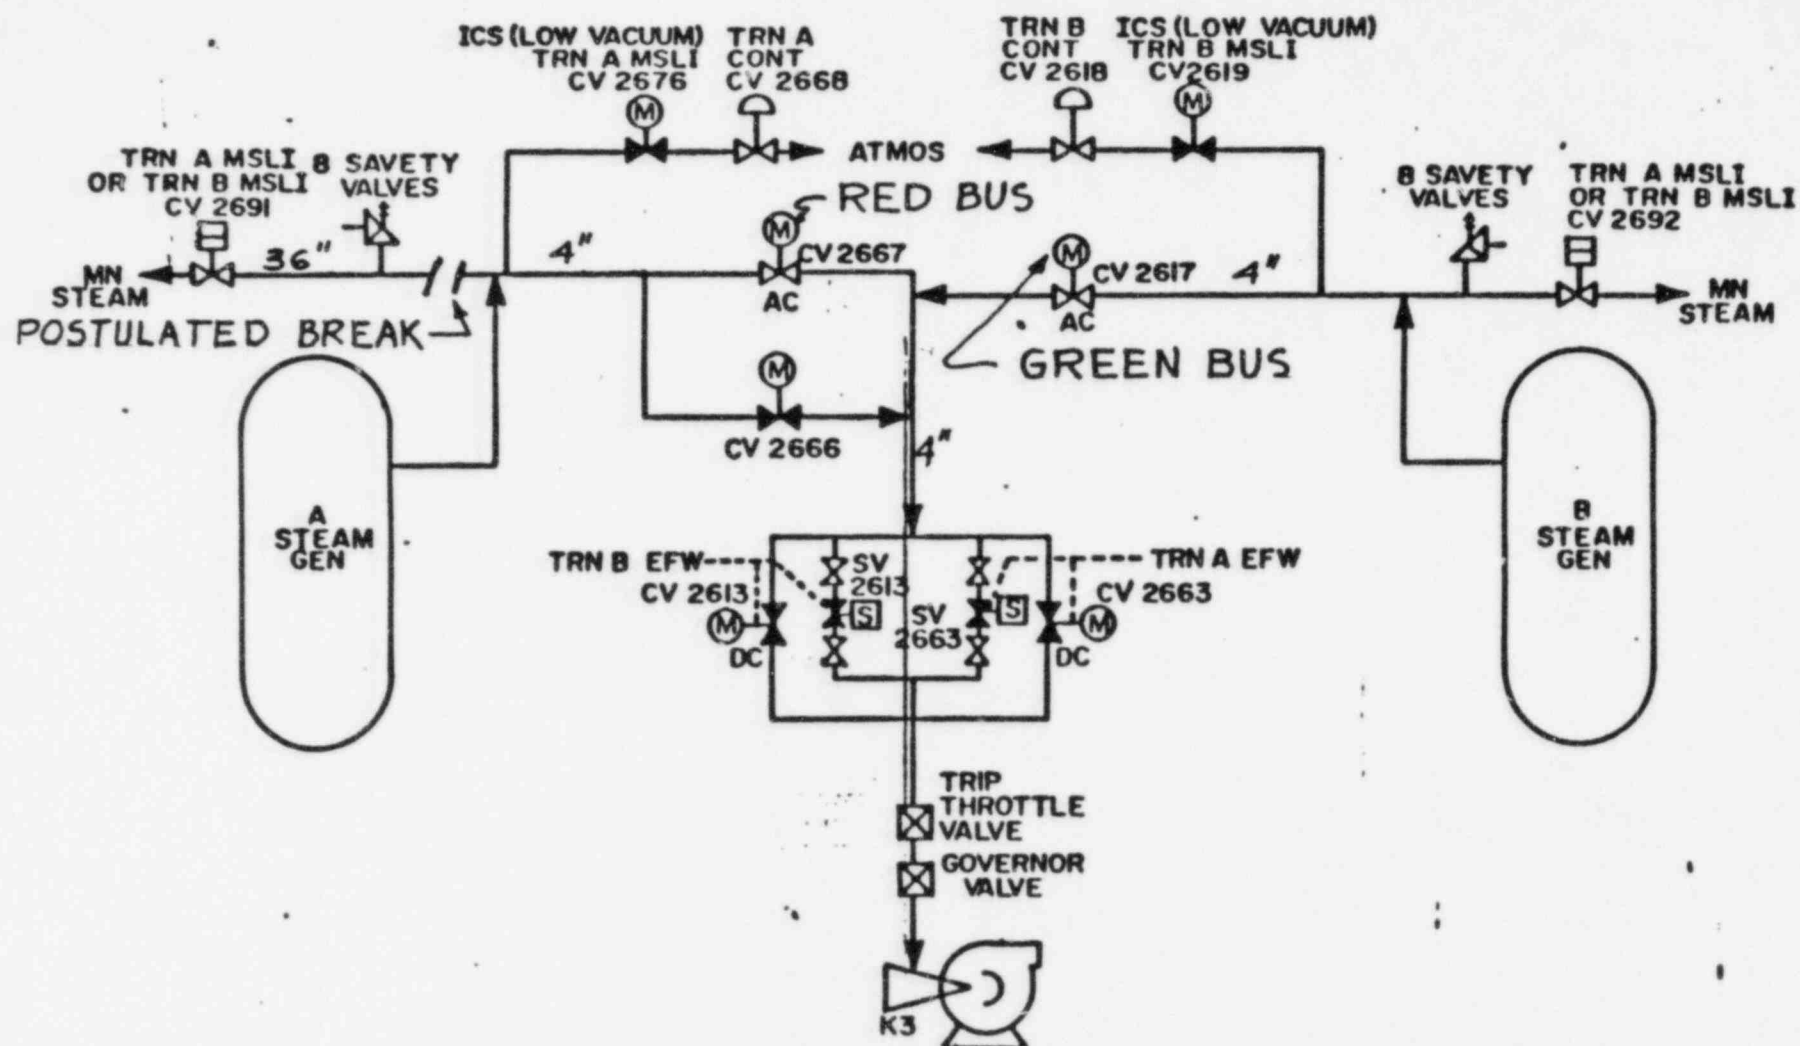 ICS (LOW VACUUM)
TRN A MSLI
CV 2676
TRN A
CONT
CV 2668
TRN B
CONT
CV 2618
ICS (LOW VACUUM)
TRN B MSLI
CV2619
M
M
ATMOS
TRN A MSLI
OR TRN B MSLI
CV 2691
8 SAVETY
VALVES
RED BUS
8 SAVETY
VALVES
TRN A MSLI
OR TRN B MSLI
CV 2692
36"
4"
M
CV 2667
AC
M
CV 2617
AC
4"
MN
STEAM
MN
STEAM
POSTULATED BREAK
GREEN BUS
M
CV 2666
4"
A
STEAM
GEN
B
STEAM
GEN
TRN B EFW
CV 2613
M
DC
SV
2613
S
SV
2663
S
TRN A EFW
CV 2663
M
DC
TRIP
THROTTLE
VALVE
GOVERNOR
VALVE
K3